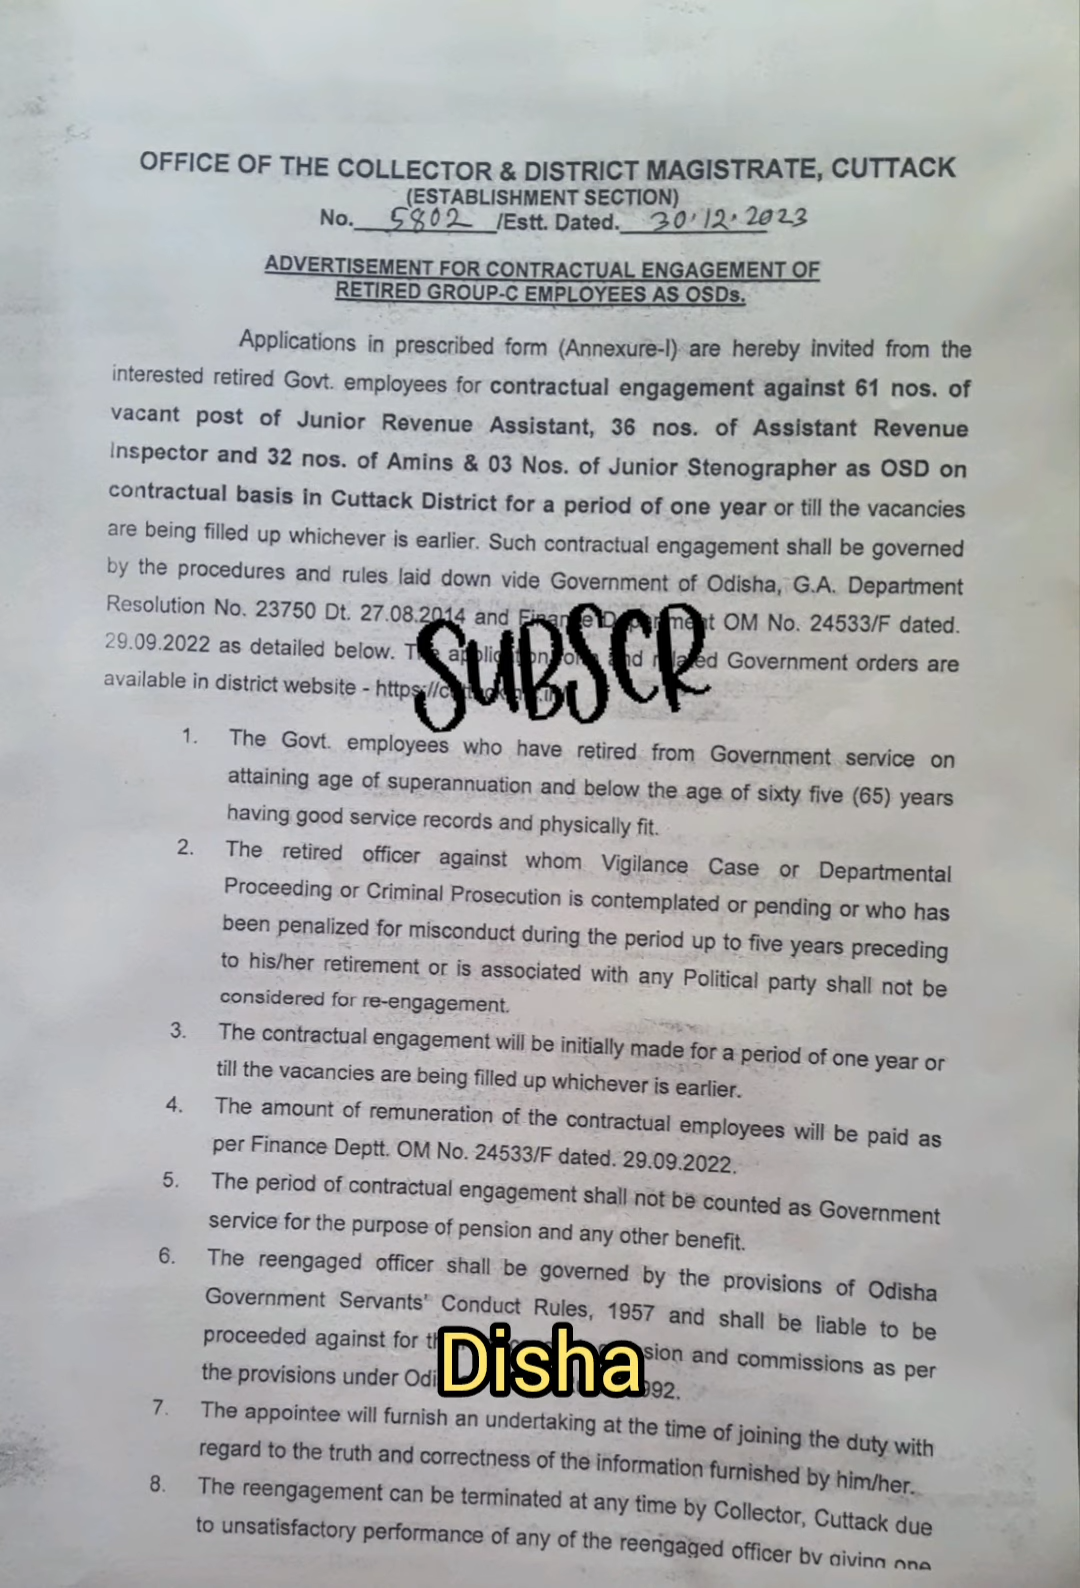 OFFICE OF THE COLLECTOR & DISTRICT MAGISTRATE, CUTTACK
(ESTABLISHMENT SECTION)
No. 5802 /Estt. Dated. 30.12.2023
ADVERTISEMENT FOR CONTRACTUAL ENGAGEMENT OF
RETIRED GROUP-C EMPLOYEES AS OSDs.
Applications in prescribed form (Annexure-I) are hereby invited from the
interested retired Govt. employees for contractual engagement against 61 nos. of
vacant post of Junior Revenue Assistant, 36 nos. of Assistant Revenue
Inspector and 32 nos. of Amins & 03 Nos. of Junior Stenographer as OSD on
contractual basis in Cuttack District for a period of one year or till the vacancies
are being filled up whichever is earlier. Such contractual engagement shall be governed
by the procedures and rules laid down vide Government of Odisha, G.A. Department
Resolution No. 23750 Dt. 27.08.2014 and OM No. 24533/F dated.
29.09.2022 as detailed below. Government orders are
available in district website -
SUBSCR
1. The Govt. employees who have retired from Government service on
attaining age of superannuation and below the age of sixty five (65) years
having good service records and physically fit.
2. The retired officer against whom Vigilance Case or Departmental
Proceeding or Criminal Prosecution is contemplated or pending or who has
been penalized for misconduct during the period up to five years preceding
to his/her retirement or is associated with any Political party shall not be
considered for re-engagement.
3. The contractual engagement will be initially made for a period of one year or
till the vacancies are being filled up whichever is earlier.
4. The amount of remuneration of the contractual employees will be paid as
per Finance Deptt. OM No. 24533/F dated. 29.09.2022.
5. The period of contractual engagement shall not be counted as Government
service for the purpose of pension and any other benefit.
6. The reengaged officer shall be governed by the provisions of Odisha
Government Servants' Conduct Rules, 1957 and shall be liable to be
proceeded against for and commissions as per
the provisions under
Disha
7. The appointee will furnish an undertaking at the time of joining the duty with
regard to the truth and correctness of the information furnished by him/her.
8. The reengagement can be terminated at any time by Collector, Cuttack due
to unsatisfactory performance of any of the reengaged officer by giving one